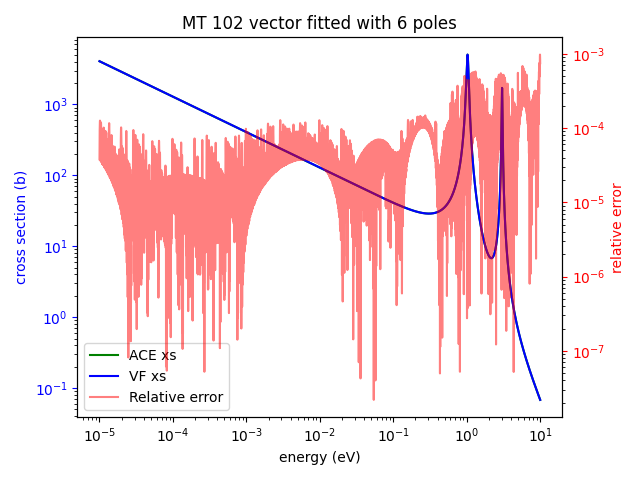 MT 102 vector fitted with 6 poles
cross section (b)
10³
10²
10¹
10⁰
10⁻¹
10⁻³
10⁻⁴
10⁻⁵
10⁻⁶
10⁻⁷
relative error
ACE xs
VF xs
Relative error
10⁻⁵ 10⁻⁴ 10⁻³ 10⁻² 10⁻¹ 10⁰ 10¹
energy (eV)